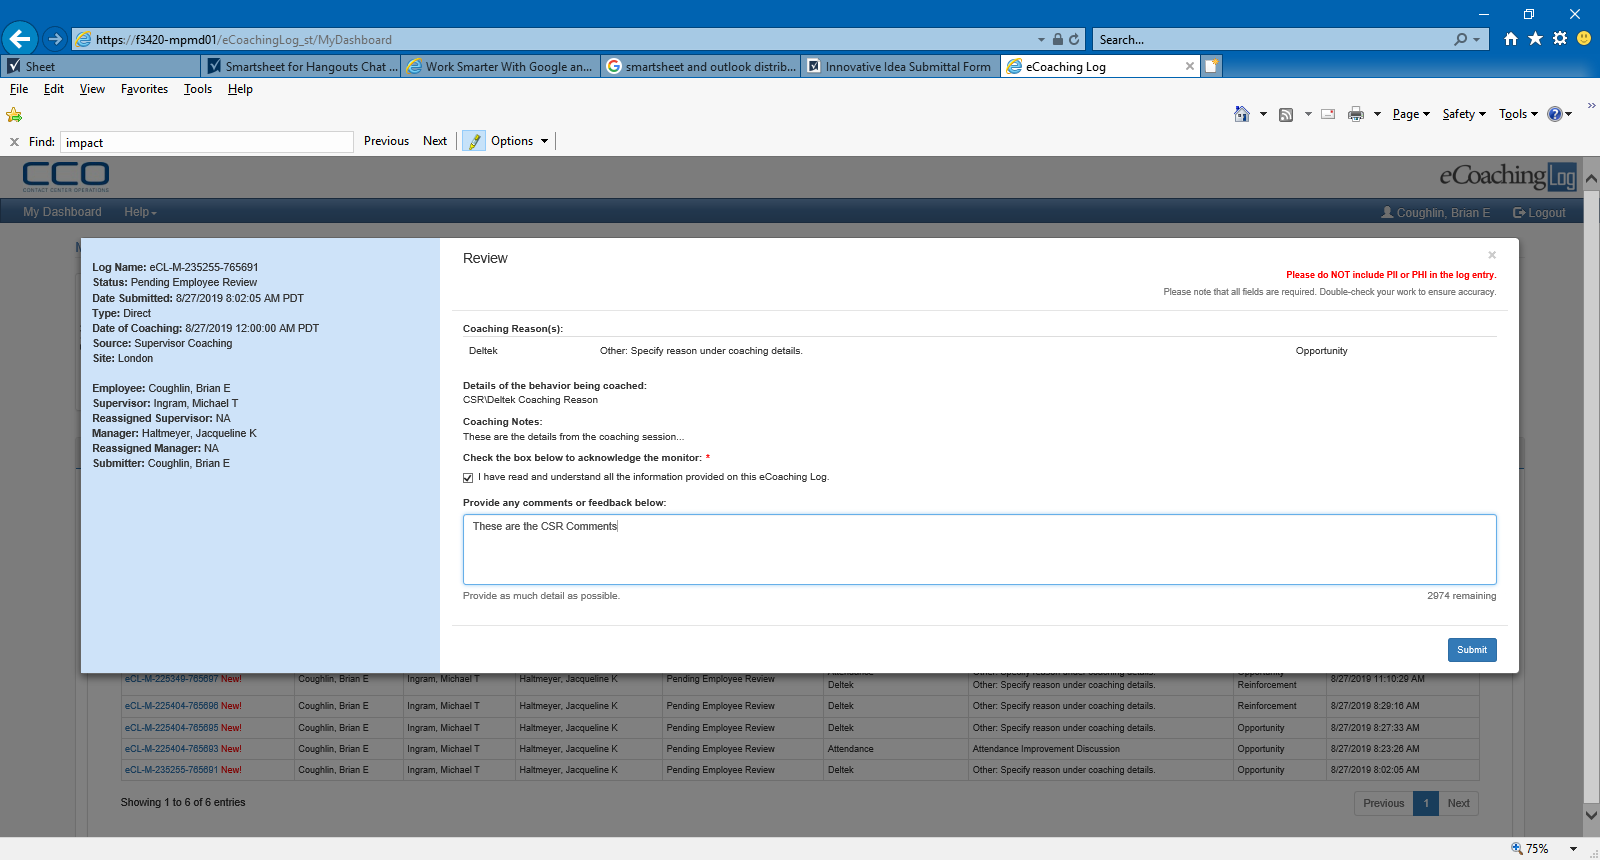 https://f3420-mpmd01/eCoachingLog_st/MyDashboard
Search...
Sheet
Smartsheet for Hangouts Chat ...
Work Smarter With Google an...
smartsheet and outlook distrib...
Innovative Idea Submittal Form
eCoaching Log
File Edit View Favorites Tools Help
Page Safety Tools
Find: impact Previous Next Options
CCO
CONTACT CENTER OPERATIONS
eCoachingLog
My Dashboard Help Coughlin, Brian E Logout
Log Name: eCL-M-235255-765691
Status: Pending Employee Review
Date Submitted: 8/27/2019 8:02:05 AM PDT
Type: Direct
Date of Coaching: 8/27/2019 12:00:00 AM PDT
Source: Supervisor Coaching
Site: London
Employee: Coughlin, Brian E
Supervisor: Ingram, Michael T
Reassigned Supervisor: NA
Manager: Haltmeyer, Jacqueline K
Reassigned Manager: NA
Submitter: Coughlin, Brian E
Review
Please do NOT include PII or PHI in the log entry.
Please note that all fields are required. Double-check your work to ensure accuracy.
Coaching Reason(s):
Deltek Other: Specify reason under coaching details. Opportunity
Details of the behavior being coached:
CSR\Deltek Coaching Reason
Coaching Notes:
These are the details from the coaching session...
Check the box below to acknowledge the monitor: *
I have read and understand all the information provided on this eCoaching Log.
Provide any comments or feedback below:
These are the CSR Comments
Provide as much detail as possible. 2974 remaining
Submit
eCL-M-225349-765697 New! Coughlin, Brian E Ingram, Michael T Haltmeyer, Jacqueline K Pending Employee Review 8/27/2019 11:10:29 AM
Deltek Other: Specify reason under coaching details. Reinforcement
eCL-M-225404-765696 New! Coughlin, Brian E Ingram, Michael T Haltmeyer, Jacqueline K Pending Employee Review Deltek Other: Specify reason under coaching details. Reinforcement 8/27/2019 8:29:16 AM
eCL-M-225404-765695 New! Coughlin, Brian E Ingram, Michael T Haltmeyer, Jacqueline K Pending Employee Review Deltek Other: Specify reason under coaching details. Opportunity 8/27/2019 8:27:33 AM
eCL-M-225404-765693 New! Coughlin, Brian E Ingram, Michael T Haltmeyer, Jacqueline K Pending Employee Review Attendance Attendance Improvement Discussion Opportunity 8/27/2019 8:23:26 AM
eCL-M-235255-765691 New! Coughlin, Brian E Ingram, Michael T Haltmeyer, Jacqueline K Pending Employee Review Deltek Other: Specify reason under coaching details. Opportunity 8/27/2019 8:02:05 AM
Showing 1 to 6 of 6 entries Previous 1 Next
75%